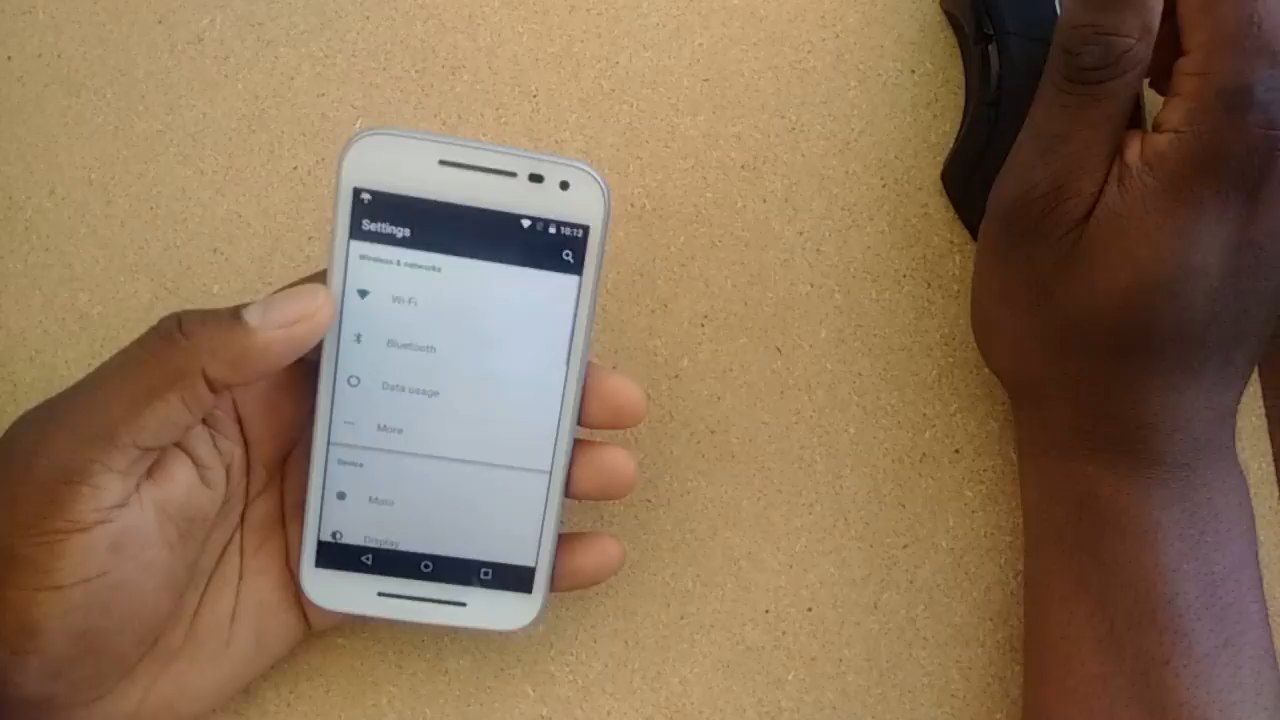 10:13
Settings
Wireless & networks
Wi-Fi
Bluetooth
Data usage
More
Device
Moto
Display